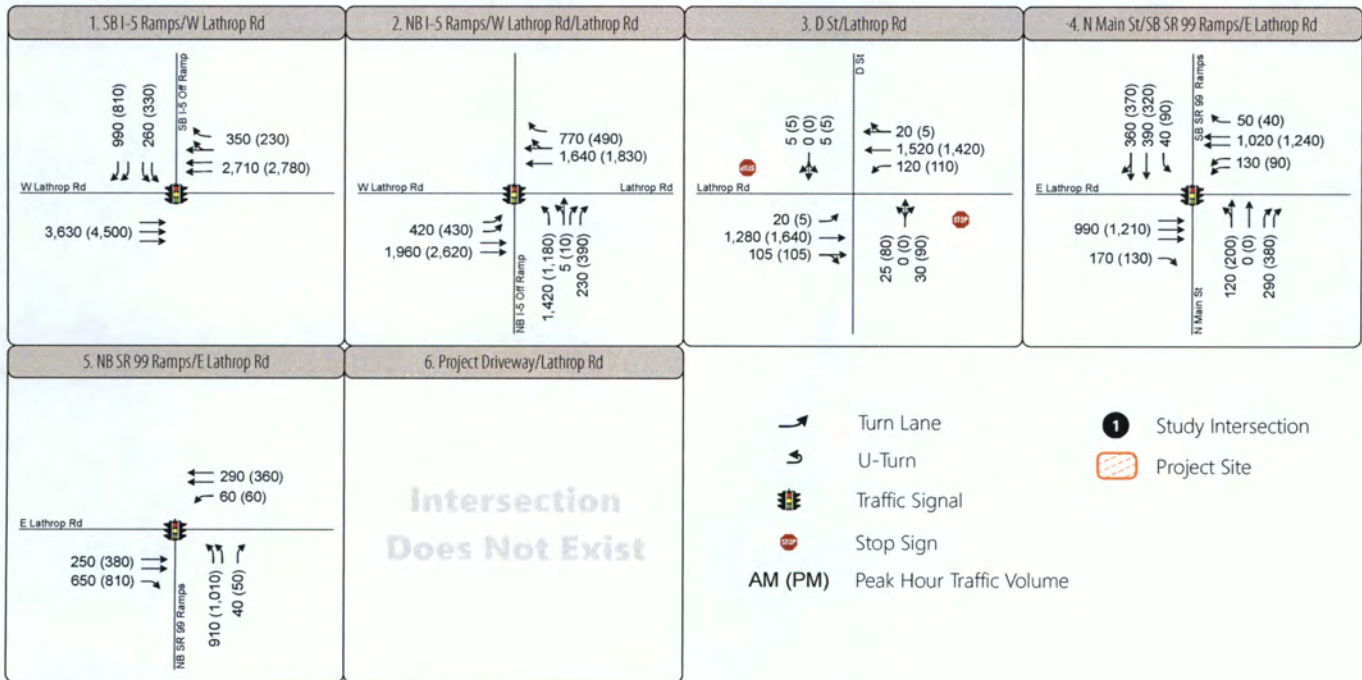 1. SB I-5 Ramps/W Lathrop Rd
990 (810)
260 (330)
SB I-5 Off Ramp
350 (230)
2,710 (2,780)
W Lathrop Rd
3,630 (4,500)
2. NB I-5 Ramps/W Lathrop Rd/Lathrop Rd
770 (490)
1,640 (1,830)
W Lathrop Rd
Lathrop Rd
420 (430)
1,960 (2,620)
NB I-5 Off Ramp
1,420 (1,180)
5 (10)
230 (390)
3. D St/Lathrop Rd
D St
5 (5)
0 (0)
5 (5)
20 (5)
1,520 (1,420)
120 (110)
Lathrop Rd
STOP
20 (5)
1,280 (1,640)
105 (105)
25 (80)
0 (0)
30 (90)
4. N Main St/SB SR 99 Ramps/E Lathrop Rd
360 (370)
390 (320)
40 (90)
SB SR 99 Ramps
50 (40)
1,020 (1,240)
130 (90)
E Lathrop Rd
990 (1,210)
170 (130)
N Main St
120 (200)
0 (0)
290 (380)
5. NB SR 99 Ramps/E Lathrop Rd
290 (360)
60 (60)
E Lathrop Rd
250 (380)
650 (810)
NB SR 99 Ramps
910 (1,010)
40 (50)
6. Project Driveway/Lathrop Rd
Intersection
Does Not Exist
Turn Lane
U-Turn
Traffic Signal
STOP Stop Sign
AM (PM) Peak Hour Traffic Volume
1 Study Intersection
Project Site